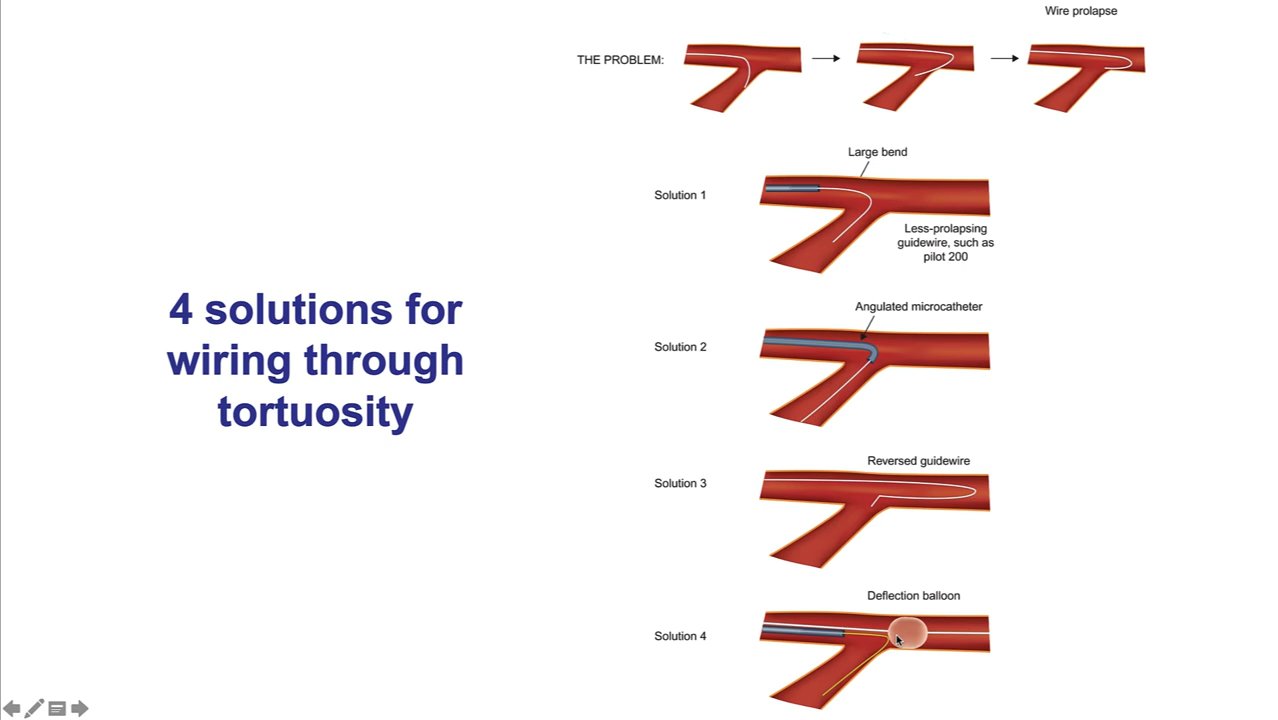 4 solutions for
wiring through
tortuosity
Wire prolapse
THE PROBLEM:
Large bend
Solution 1
Less-prolapsing
guidewire, such as
pilot 200
Angulated microcatheter
Solution 2
Reversed guidewire
Solution 3
Deflection balloon
Solution 4